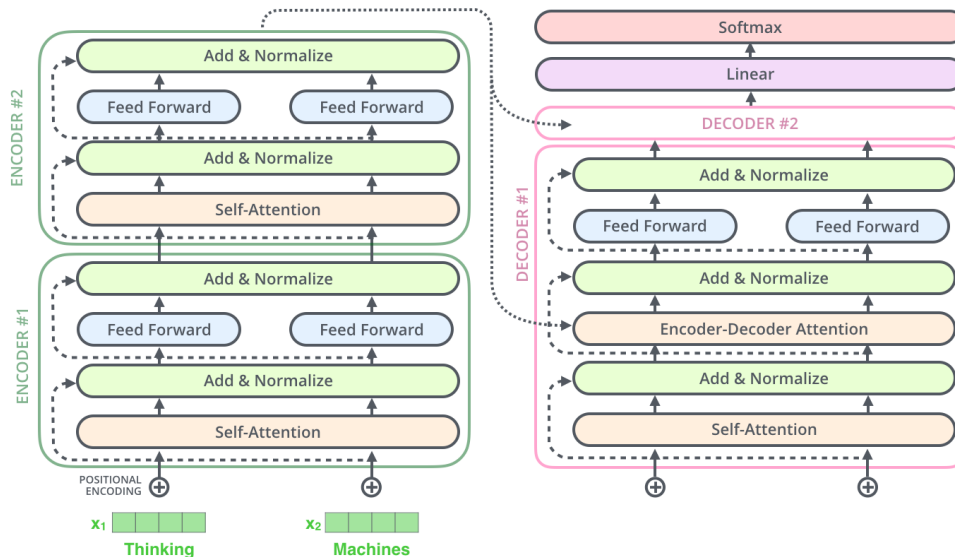 ENCODER #2
Add & Normalize
Feed Forward
Feed Forward
Add & Normalize
Self-Attention
ENCODER #1
Add & Normalize
Feed Forward
Feed Forward
Add & Normalize
Self-Attention
POSITIONAL
ENCODING
x1
x2
Thinking
Machines
Softmax
Linear
DECODER #2
DECODER #1
Add & Normalize
Feed Forward
Feed Forward
Add & Normalize
Encoder-Decoder Attention
Add & Normalize
Self-Attention